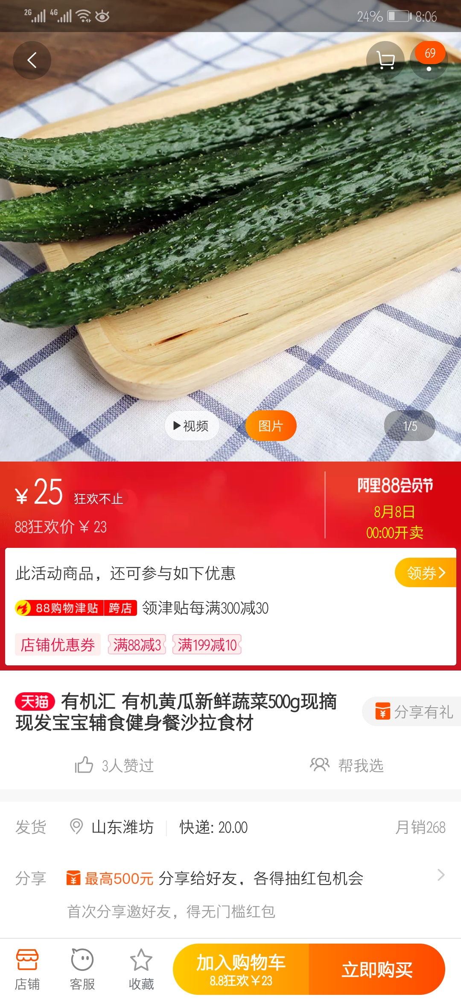 2G 4G 24% 8:06
69
视频 图片 1/5
¥25 狂欢不止
88狂欢价 ¥ 23
阿里88会员节
8月8日
00:00开卖
此活动商品，还可参与如下优惠
领券
88购物津贴 跨店 领津贴每满300减30
店铺优惠券 满88减3 满199减10
天猫 有机汇 有机黄瓜新鲜蔬菜500g现摘
现发宝宝辅食健身餐沙拉食材
分享有礼
3人赞过 帮我选
发货 山东潍坊 快递: 20.00 月销268
分享 最高500元 分享给好友，各得抽红包机会
首次分享邀好友，得无门槛红包
店铺 客服 收藏
加入购物车
8.8狂欢¥23
立即购买